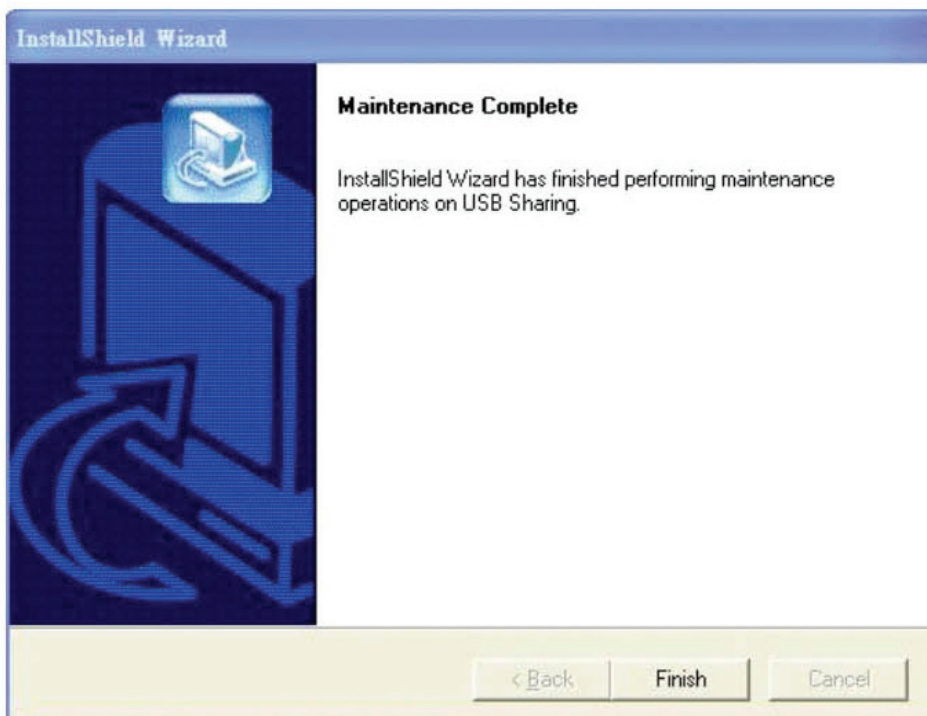 InstallShield Wizard
Maintenance Complete
InstallShield Wizard has finished performing maintenance
operations on USB Sharing.
< Back
Finish
Cancel